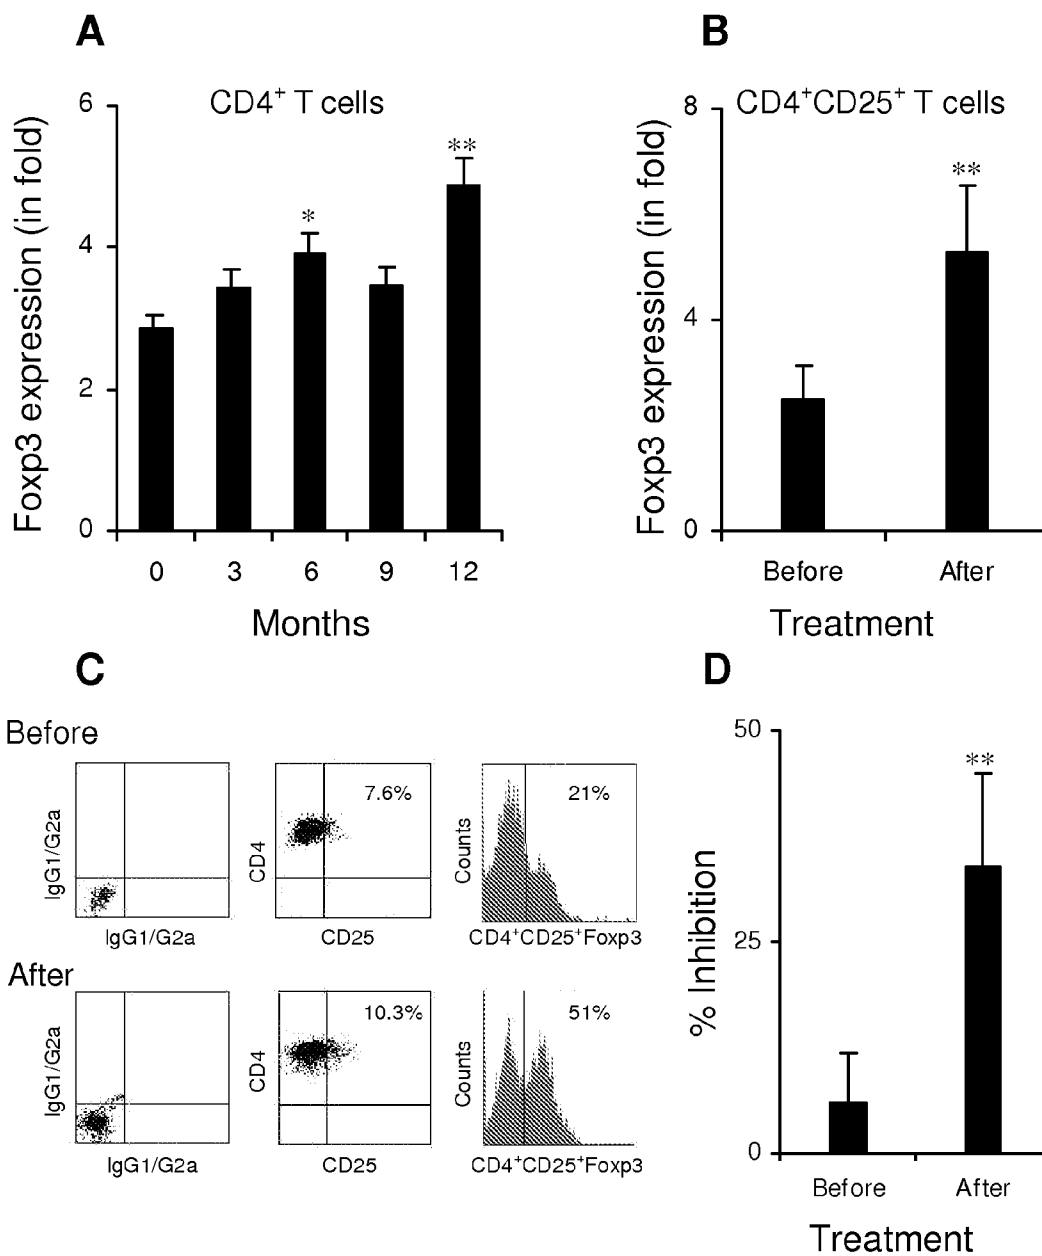 A
CD4⁺ T cells
Foxp3 expression (in fold)
6
4
2
0
*
**
0 3 6 9 12
Months
B
CD4⁺CD25⁺ T cells
Foxp3 expression (in fold)
8
4
0
**
Before After
Treatment
C
Before
IgG1/G2a
IgG1/G2a
CD4
7.6%
CD25
Counts
21%
CD4⁺CD25⁺Foxp3
After
IgG1/G2a
IgG1/G2a
CD4
10.3%
CD25
Counts
51%
CD4⁺CD25⁺Foxp3
D
% Inhibition
50
25
0
**
Before After
Treatment